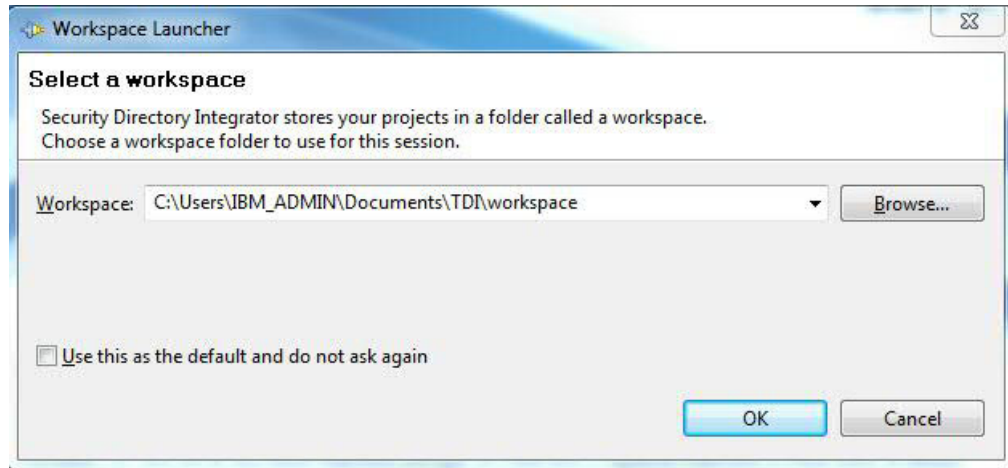 Workspace Launcher
Select a workspace
Security Directory Integrator stores your projects in a folder called a workspace.
Choose a workspace folder to use for this session.
Workspace: C:\Users\IBM_ADMIN\Documents\TDI\workspace Browse...
Use this as the default and do not ask again
OK Cancel